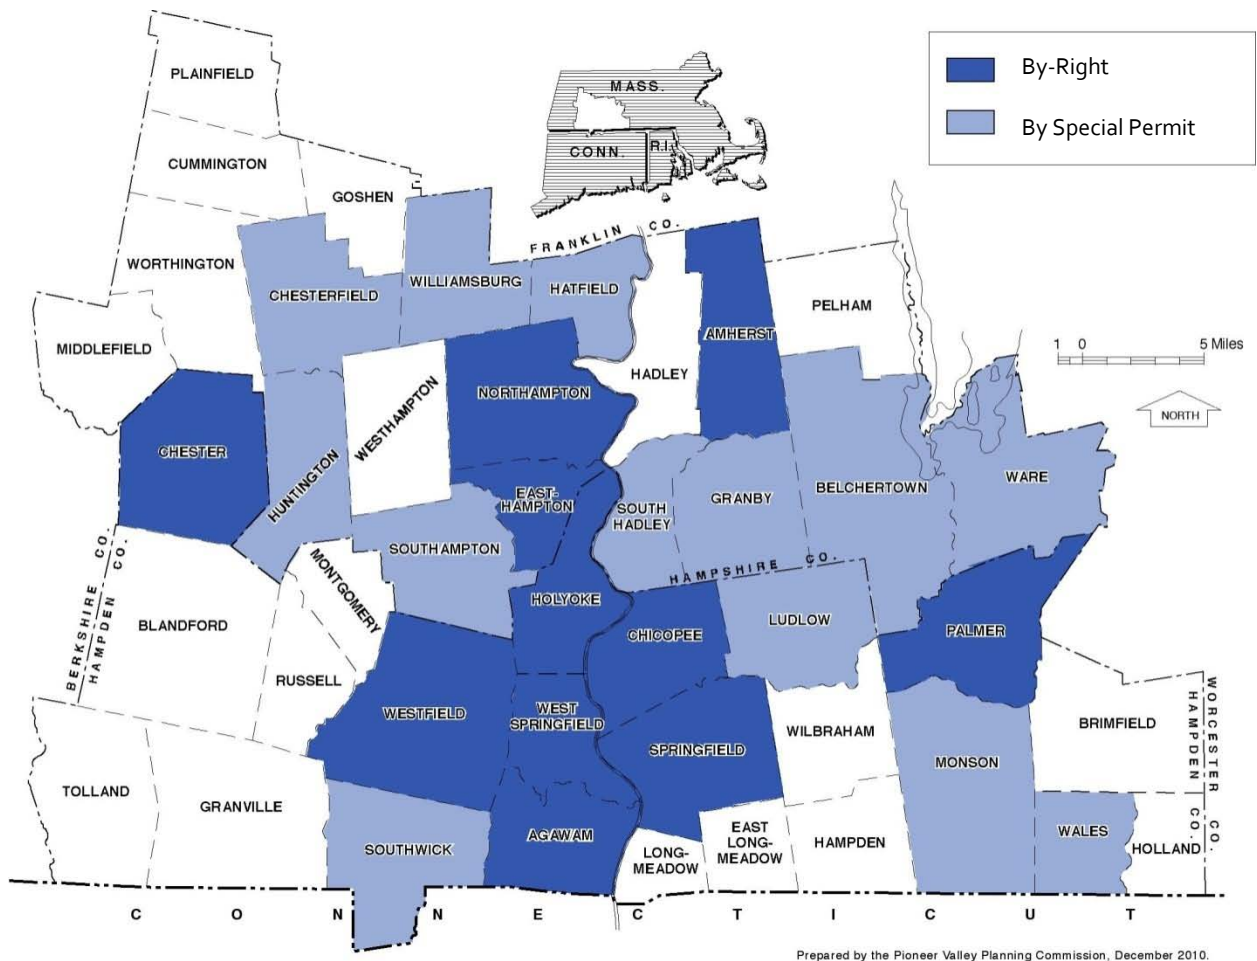 By-Right
By Special Permit
MASS.
CONN.
R.I.
PLAINFIELD
CUMMINGTON
GOSHEN
WORTHINGTON
CHESTERFIELD
WILLIAMSBURG
HATFIELD
FRANKLIN CO.
HADLEY
AMHERST
PELHAM
1 0 5 Miles
NORTH
MIDDLEFIELD
CHESTER
HUNTINGTON
WESTHAMPTON
NORTHAMPTON
EAST-
HAMPTON
SOUTH
HADLEY
GRANBY
BELCHERTOWN
WARE
SOUTHAMPTON
MONTGOMERY
HAMPSHIRE CO.
BERKSHIRE CO.
HAMPDEN CO.
BLANDFORD
RUSSELL
HOLYOKE
CHICOPEE
LUDLOW
PALMER
WESTFIELD
WEST
SPRINGFIELD
SPRINGFIELD
WILBRAHAM
MONSON
BRIMFIELD
WORCESTER CO.
HAMPDEN CO.
TOLLAND
GRANVILLE
SOUTHWICK
AGAWAM
LONG-
MEADOW
EAST
LONG-
MEADOW
HAMPDEN
WALES
HOLLAND
CONNECTICUT
Prepared by the Pioneer Valley Planning Commission, December 2010.